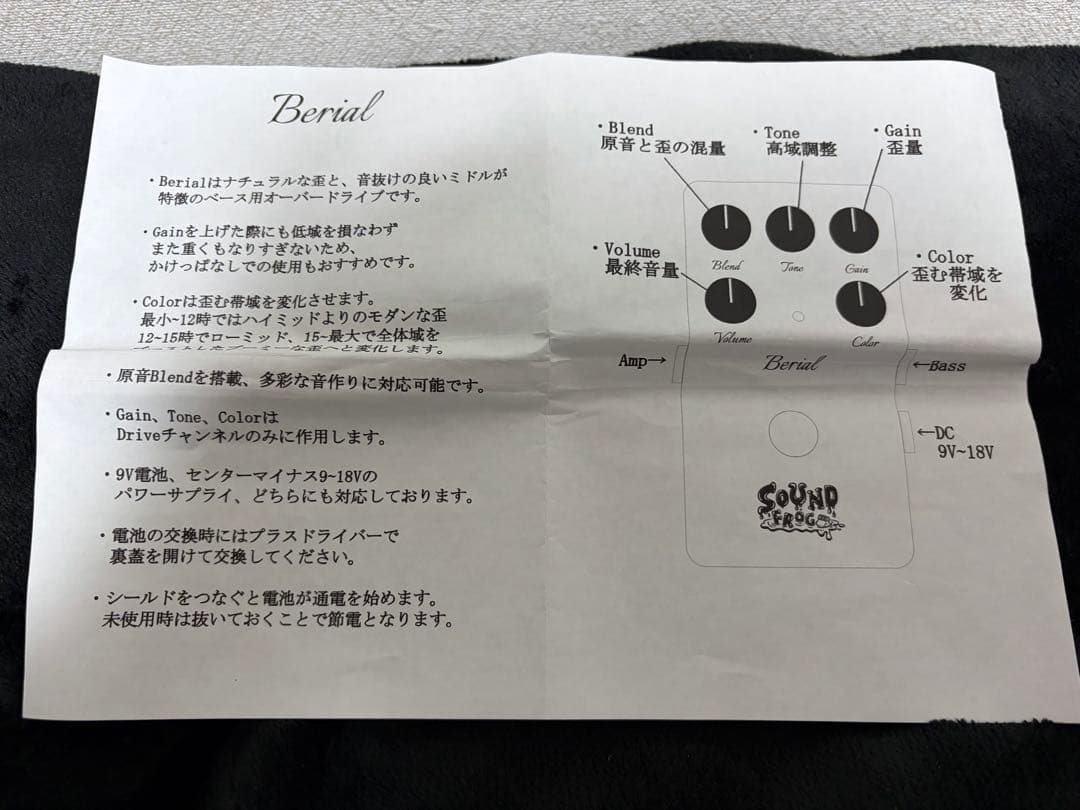 Berial
・Berialはナチュラルな歪と、音抜けの良いミドルが
特徴のベース用オーバードライブです。
・Gainを上げた際にも低城を損なわず
また重くもなりすぎないため、
かけっぱなしでの使用もおすすめです。
・Colorは歪む帯域を変化させます。
最小~12時ではハイミッドよりのモダンな歪
12~15時でローミッド、15~最大で全体域を
へと変化します。
・原音Blendを搭載、多彩な音作りに対応可能です。
・Gain、Tone、Colorは
Driveチャンネルのみに作用します。
・9V電池、センターマイナス9~18Vの
パワーサプライ、どちらにも対応しております。
・電池の交換時にはプラスドライバーで
裏蓋を開けて交換してください。
・シールドをつなぐと電池が通電を始めます。
未使用時は抜いておくことで節電となります。
・Blend
原音と歪の混量
・Tone
高域調整
・Gain
歪量
・Volume
最終音量
・Color
歪む帯域を
変化
Blend
Tone
Gain
Volume
Color
Amp→
Berial
←Bass
←DC
9V~18V
SOUND
FROG